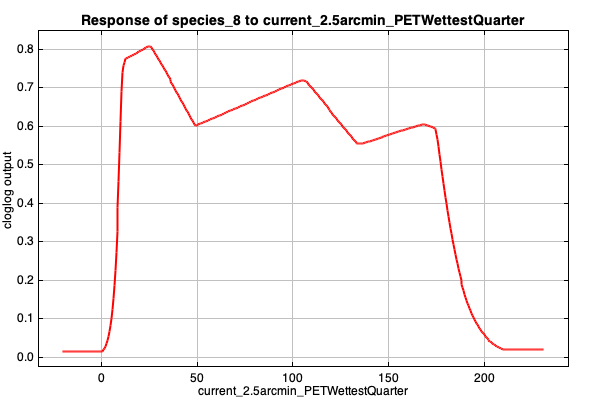 Response of species_8 to current_2.5arcmin_PETWettestQuarter
cloglog output
0.8
0.7
0.6
0.5
0.4
0.3
0.2
0.1
0.0
0 50 100 150 200
current_2.5arcmin_PETWettestQuarter